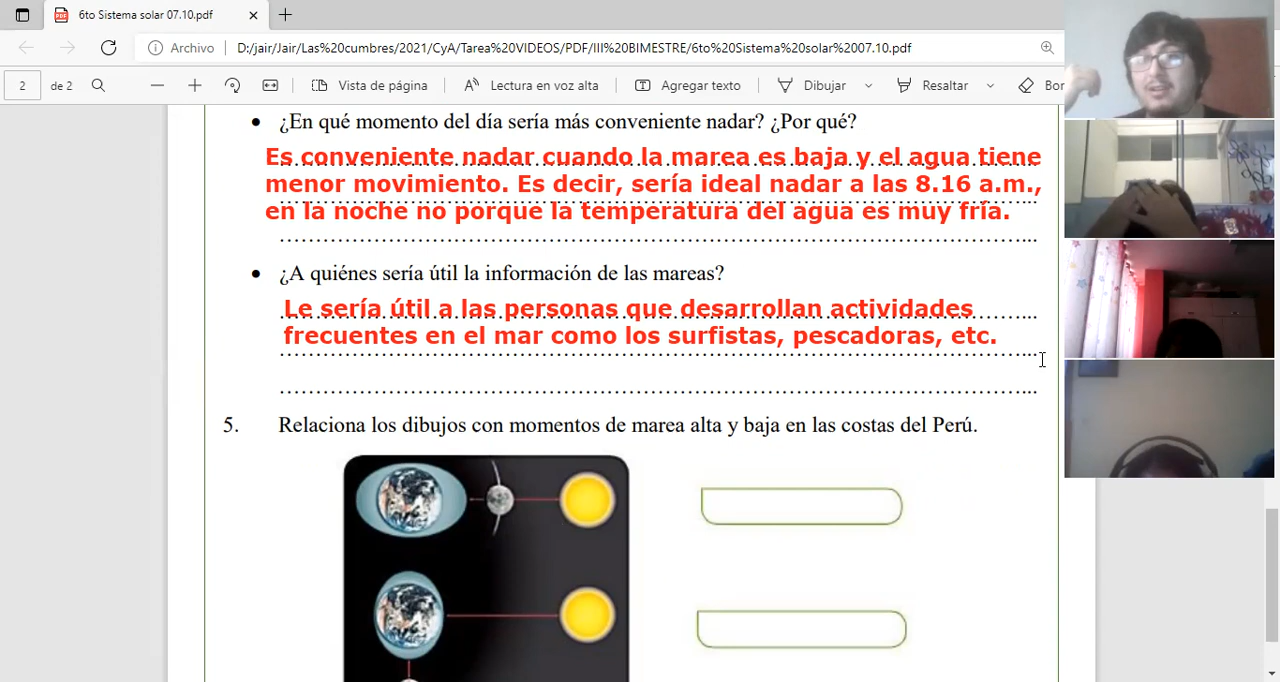 6to Sistema solar 07.10.pdf
Archivo
D:/jair/Jair/Las%20cumbres/2021/CyA/Tarea%20VIDEOS/PDF/III%20BIMESTRE/6to%20Sistema%20solar%2007.10.pdf
2
de 2
Vista de página
Lectura en voz alta
Agregar texto
Dibujar
Resaltar
Bor
• ¿En qué momento del día sería más conveniente nadar? ¿Por qué?
Es conveniente nadar cuando la marea es baja y el agua tiene
menor movimiento. Es decir, sería ideal nadar a las 8.16 a.m.,
en la noche no porque la temperatura del agua es muy fría.
• ¿A quiénes sería útil la información de las mareas?
Le sería útil a las personas que desarrollan actividades
frecuentes en el mar como los surfistas, pescadoras, etc.
5. Relaciona los dibujos con momentos de marea alta y baja en las costas del Perú.